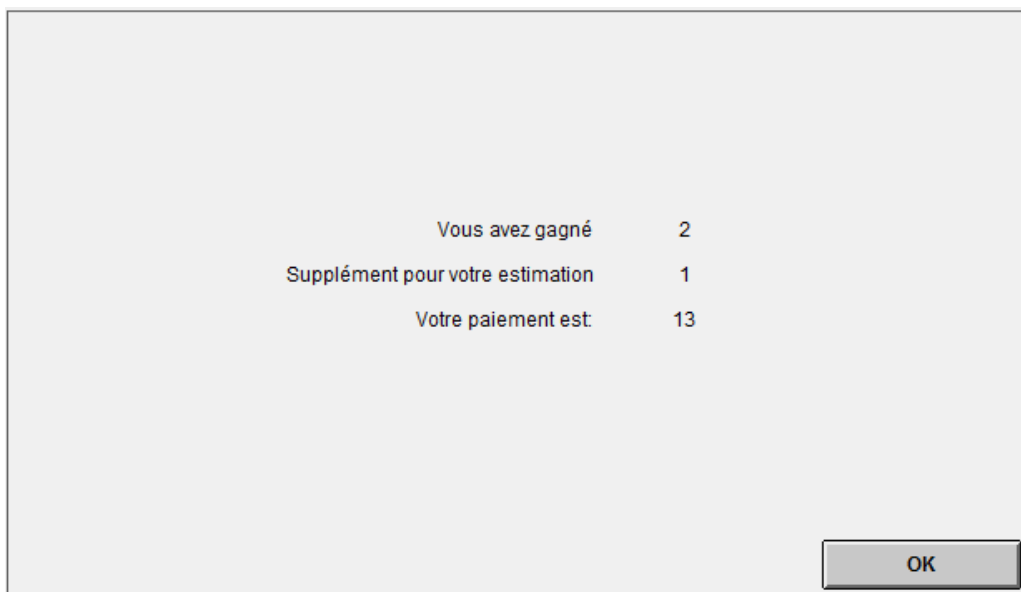 Vous avez gagné 2
Supplément pour votre estimation 1
Votre paiement est: 13
OK